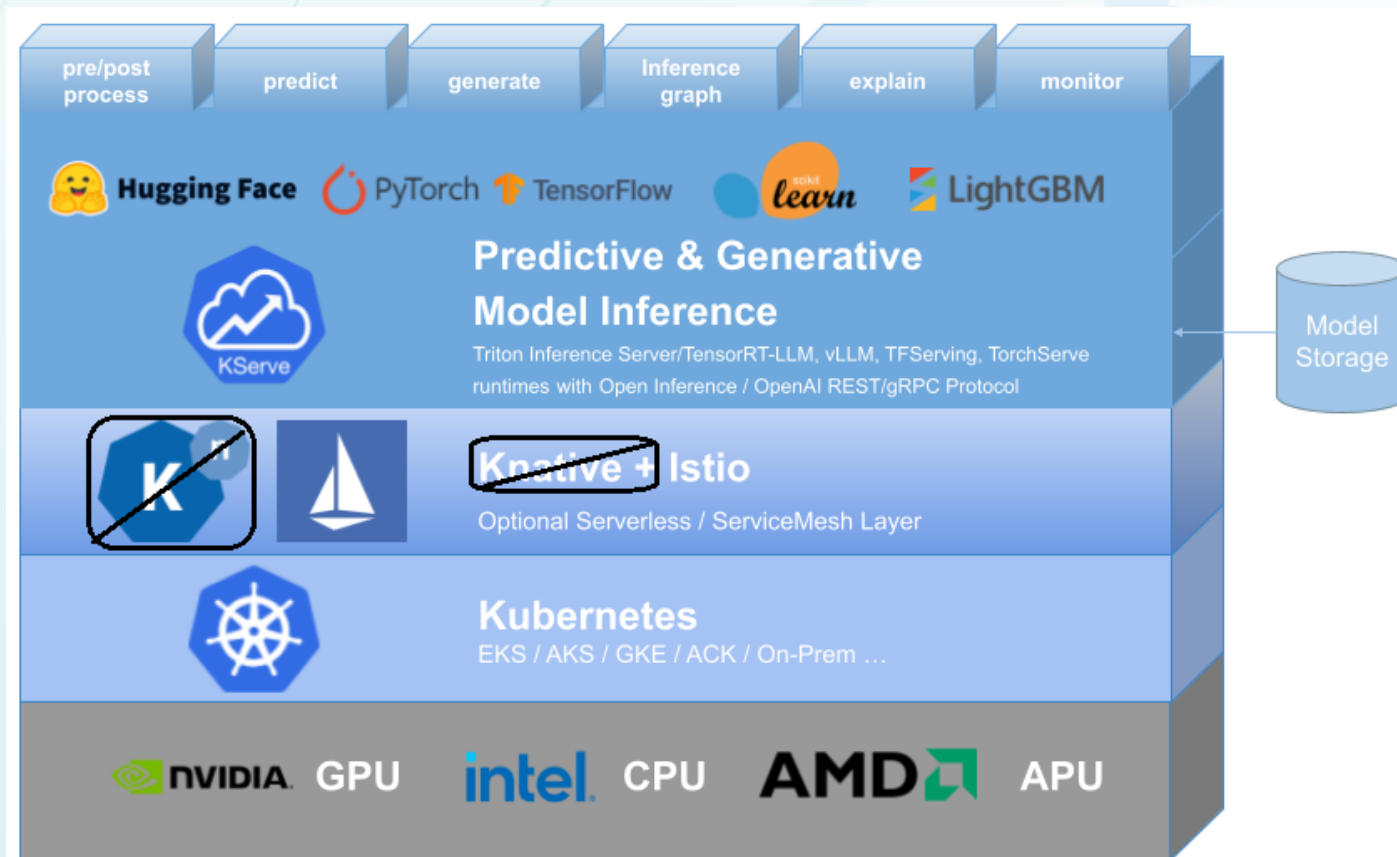 pre/post
process
predict
generate
Inference
graph
explain
monitor
Hugging Face
PyTorch
TensorFlow
scikit
learn
LightGBM
KServe
Predictive & Generative
Model Inference
Triton Inference Server/TensorRT-LLM, vLLM, TFServing, TorchServe
runtimes with Open Inference / OpenAI REST/gRPC Protocol
Model
Storage
K
n
Knative + Istio
Optional Serverless / ServiceMesh Layer
Kubernetes
EKS / AKS / GKE / ACK / On-Prem ...
NVIDIA. GPU
intel. CPU
AMD APU